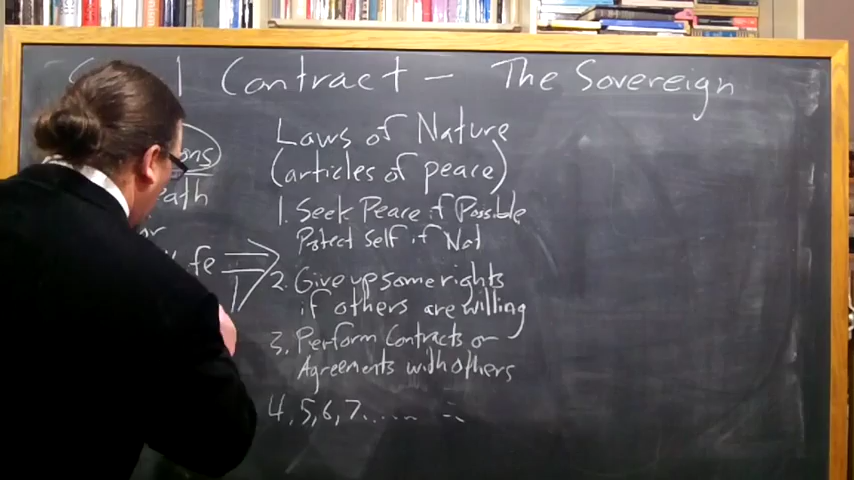 Contract - The Sovereign
Laws of Nature
(articles of peace)
1. Seek Peace if Possible
Protect Self if Not
2. Give up some rights
if others are willing
3. Perform Contracts or
Agreements with others
4, 5, 6, 7......